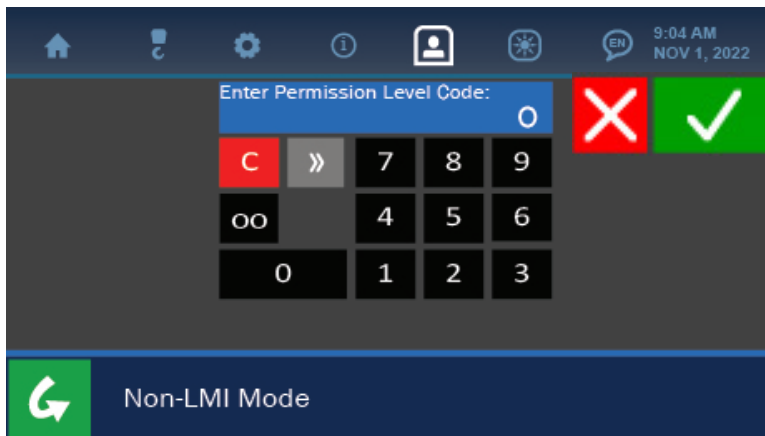 EN
9:04 AM
NOV 1, 2022
Enter Permission Level Code:
0
C » 7 8 9
00 4 5 6
0 1 2 3
Non-LMI Mode